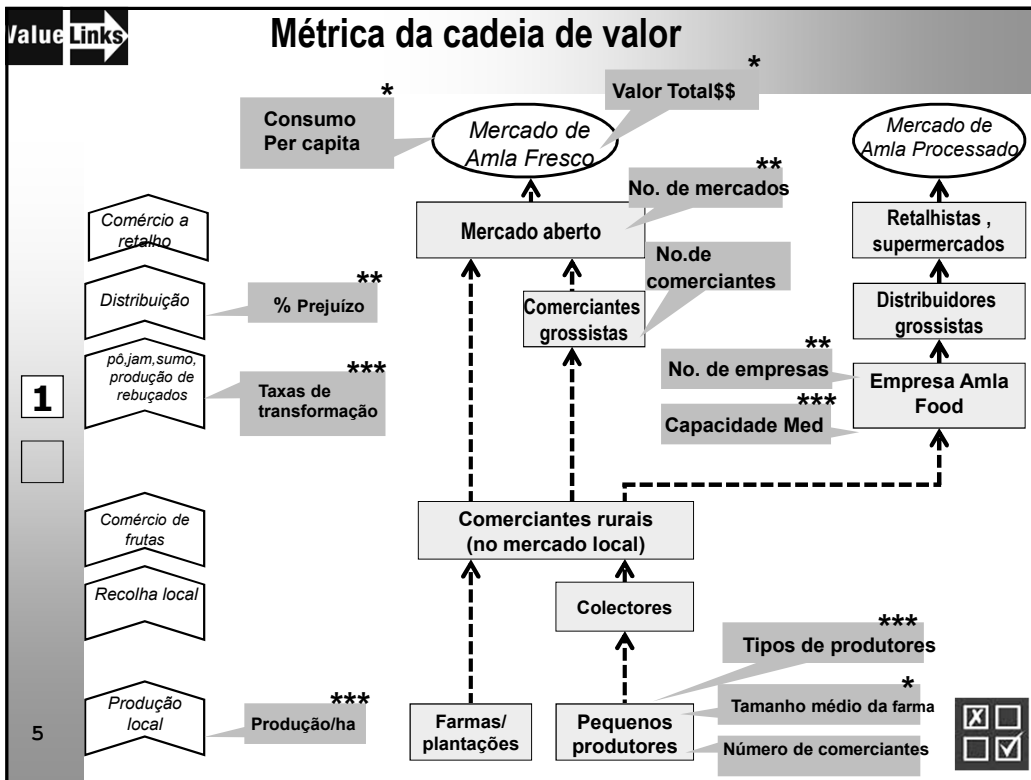 Value Links
Métrica da cadeia de valor
*
Consumo
Per capita
*
Valor Total$$
Mercado de
Amla Fresco
Mercado de
Amla Processado
**
No. de mercados
Comércio a
retalho
Mercado aberto
Retalhistas ,
supermercados
No.de
comerciantes
Distribuição
**
% Prejuízo
Comerciantes
grossistas
Distribuidores
grossistas
pô,jam,sumo,
produção de
rebuçados
***
Taxas de
transformação
**
No. de empresas
Empresa Amla
Food
***
Capacidade Med
1
Comércio de
frutas
Comerciantes rurais
(no mercado local)
Recolha local
Colectores
***
Tipos de produtores
Produção
local
***
Produção/ha
Farmas/
plantações
Pequenos
produtores
*
Tamanho médio da farma
Número de comerciantes
5